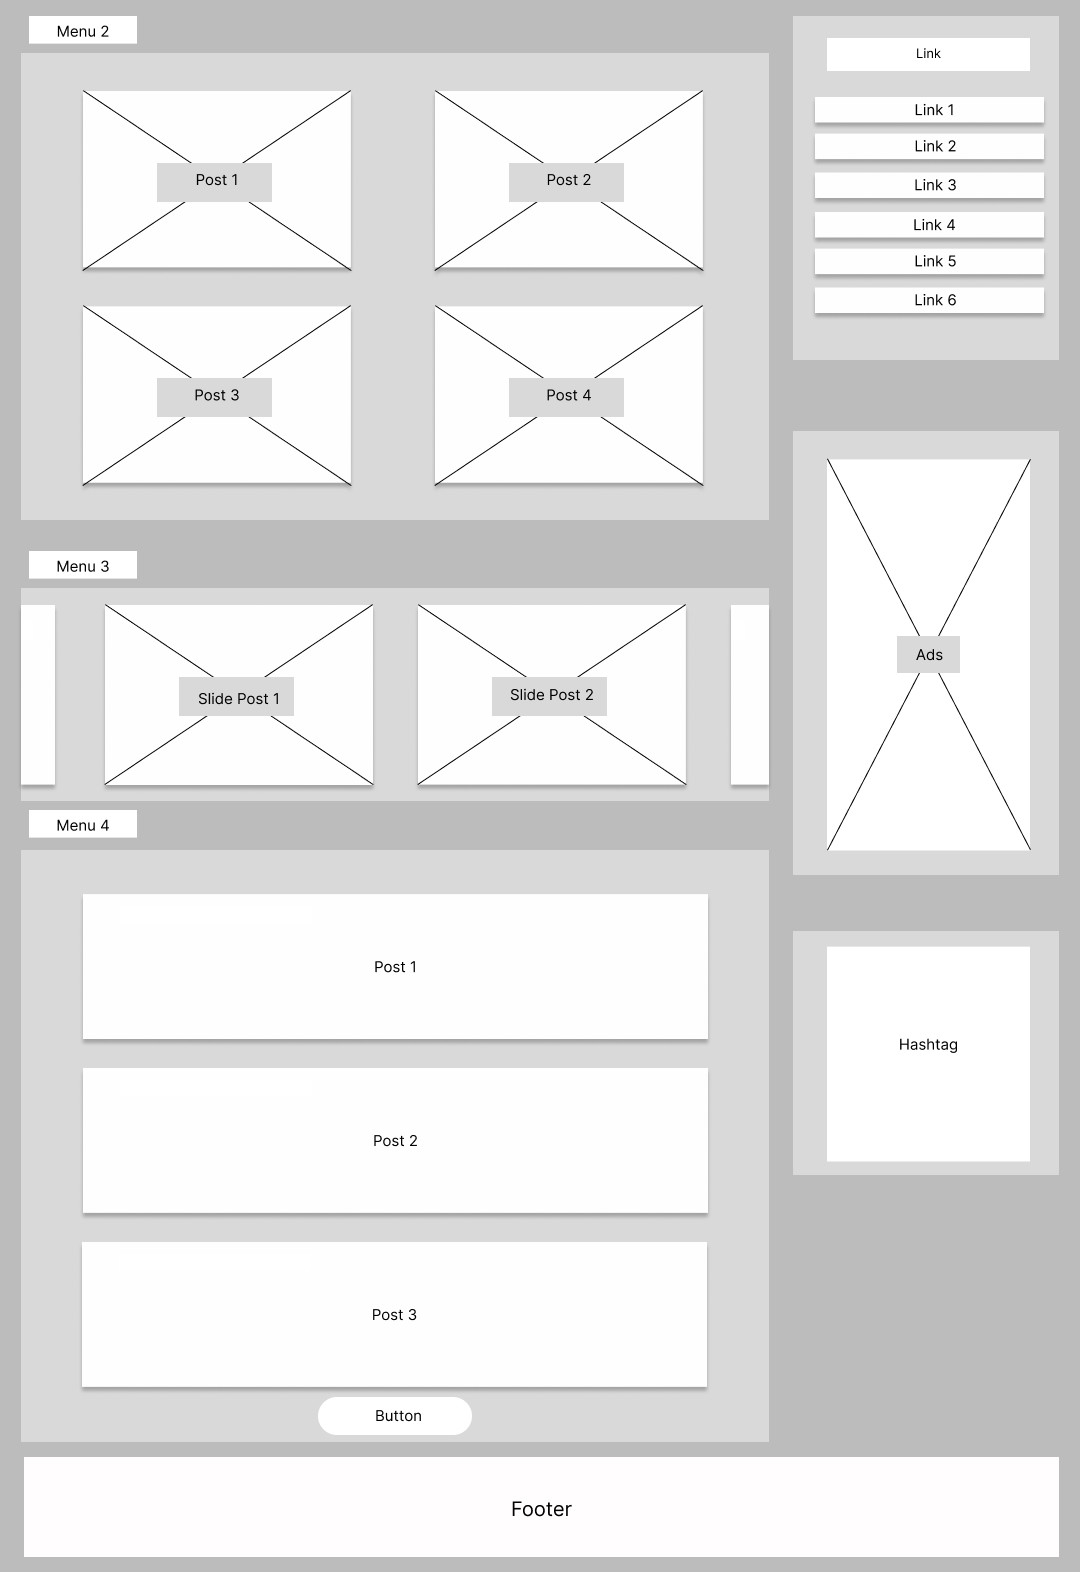 Menu 2
Post 1
Post 2
Post 3
Post 4
Menu 3
Slide Post 1
Slide Post 2
Menu 4
Post 1
Post 2
Post 3
Button
Link
Link 1
Link 2
Link 3
Link 4
Link 5
Link 6
Ads
Hashtag
Footer